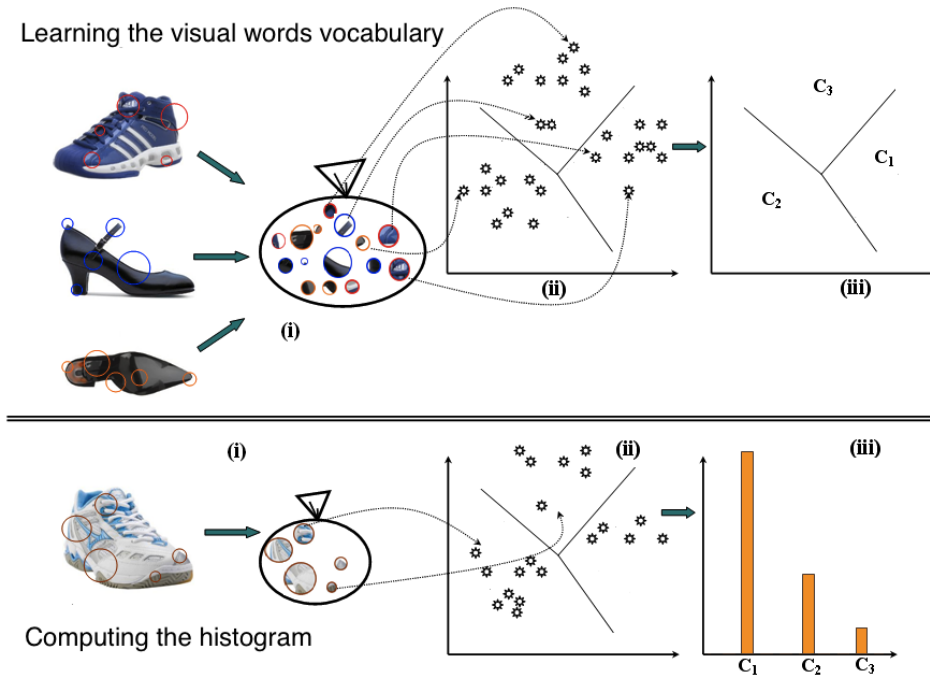 Learning the visual words vocabulary
C3
C1
C2
(i)
(ii)
(iii)
(i)
(ii)
(iii)
Computing the histogram
C1
C2
C3